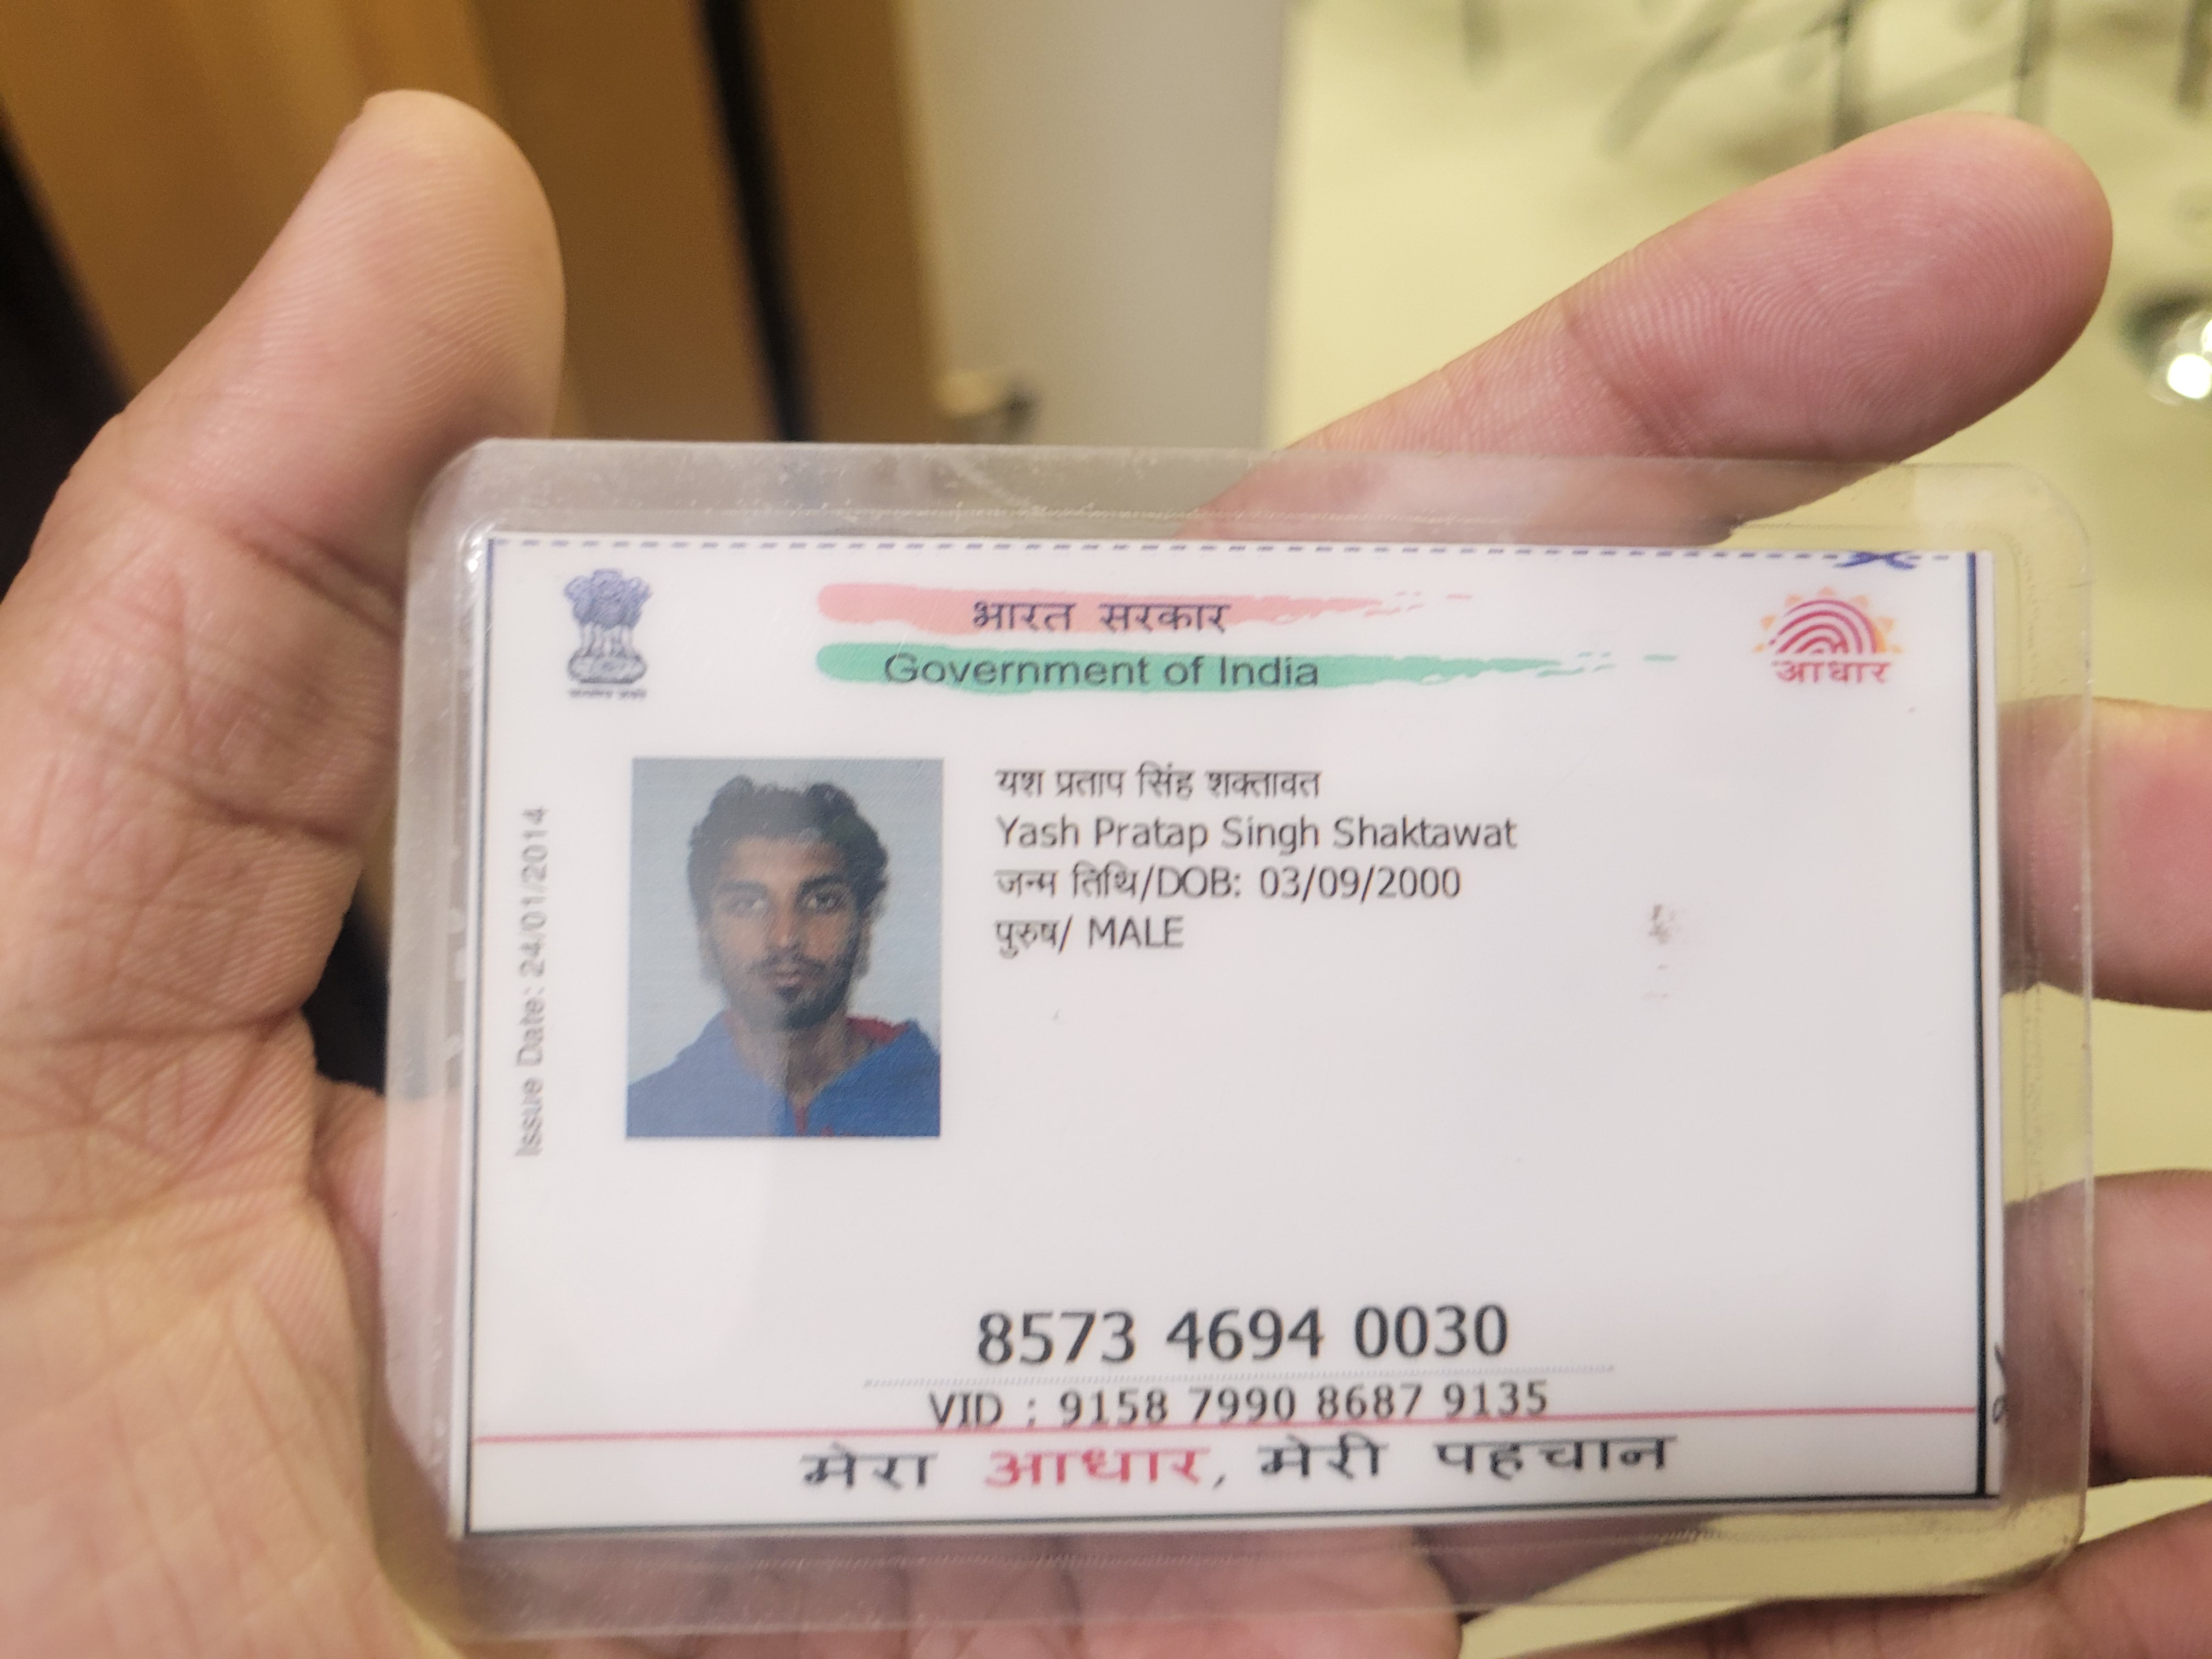 भारत सरकार
Government of India
आधार
Issue Date: 24/01/2014
यश प्रताप सिंह शक्तावत
Yash Pratap Singh Shaktawat
जन्म तिथि/DOB: 03/09/2000
पुरुष/ MALE
8573 4694 0030
VID : 9158 7990 8687 9135
मेरा आधार, मेरी पहचान